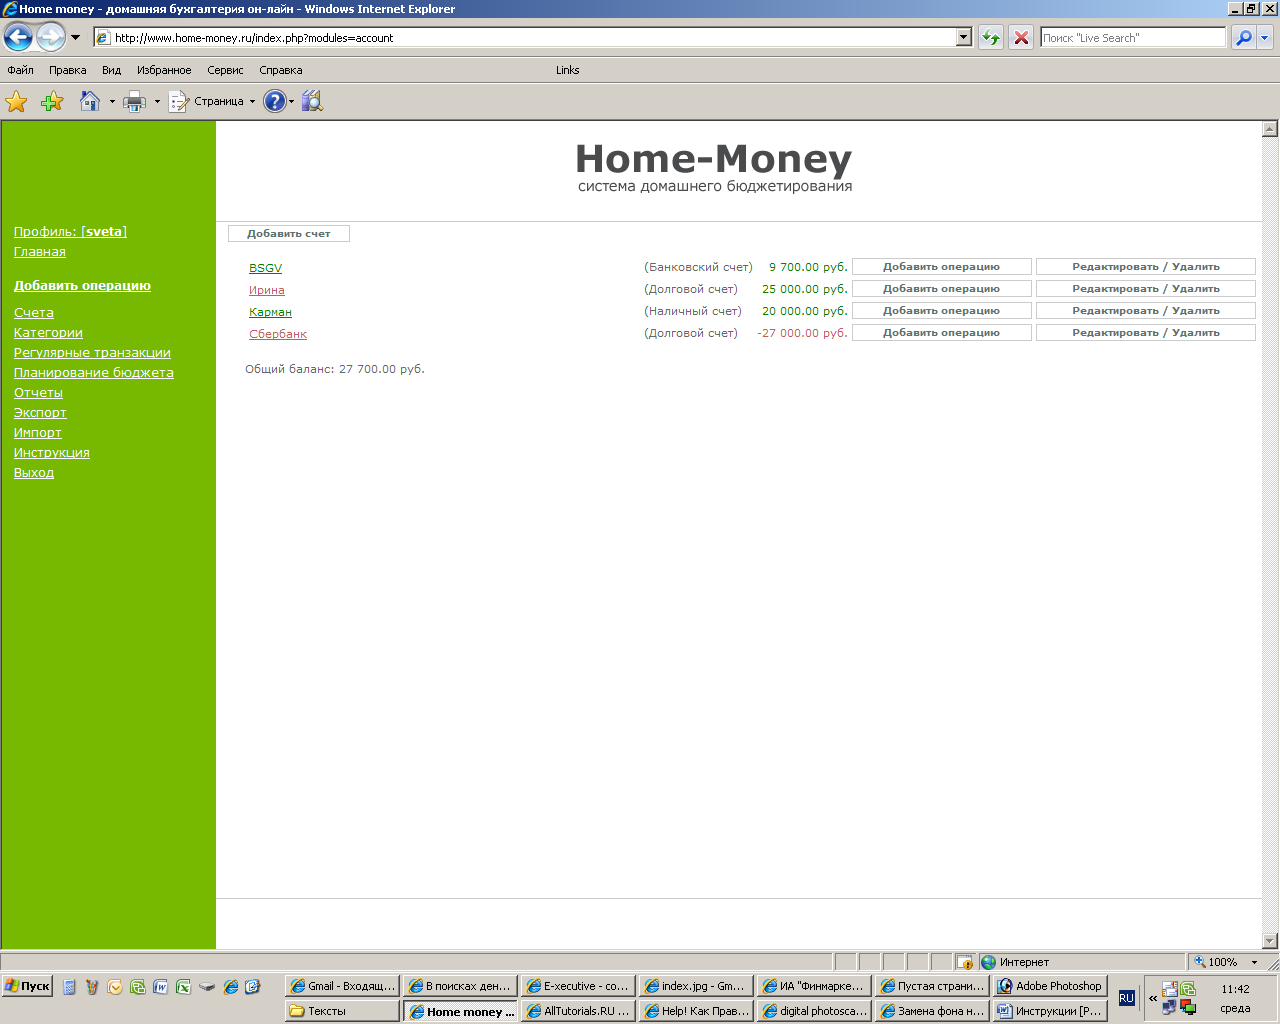 Home money - домашняя бухгалтерия он-лайн - Windows Internet Explorer
http://www.home-money.ru/index.php?modules=account
Поиск "Live Search"
Файл Правка Вид Избранное Сервис Справка Links
Страница
Home-Money
система домашнего бюджетирования
Профиль: [sveta]
Главная
Добавить операцию
Счета
Категории
Регулярные транзакции
Планирование бюджета
Отчеты
Экспорт
Импорт
Инструкция
Выход
Добавить счет
BSGV (Банковский счет) 9 700.00 руб. Добавить операцию Редактировать / Удалить
Ирина (Долговой счет) 25 000.00 руб. Добавить операцию Редактировать / Удалить
Карман (Наличный счет) 20 000.00 руб. Добавить операцию Редактировать / Удалить
Сбербанк (Долговой счет) -27 000.00 руб. Добавить операцию Редактировать / Удалить
Общий баланс: 27 700.00 руб.
Интернет 100%
Пуск Gmail - Входящ... В поисках ден... E-xecutive - со... index.jpg - Gm... ИА "Финмарке... Пустая страни... Adobe Photoshop RU « 11:42
Тексты Home money ... AllTutorials.RU ... Help! Как Прав... digital photosca... Замена фона н... Инструкции [Р... среда